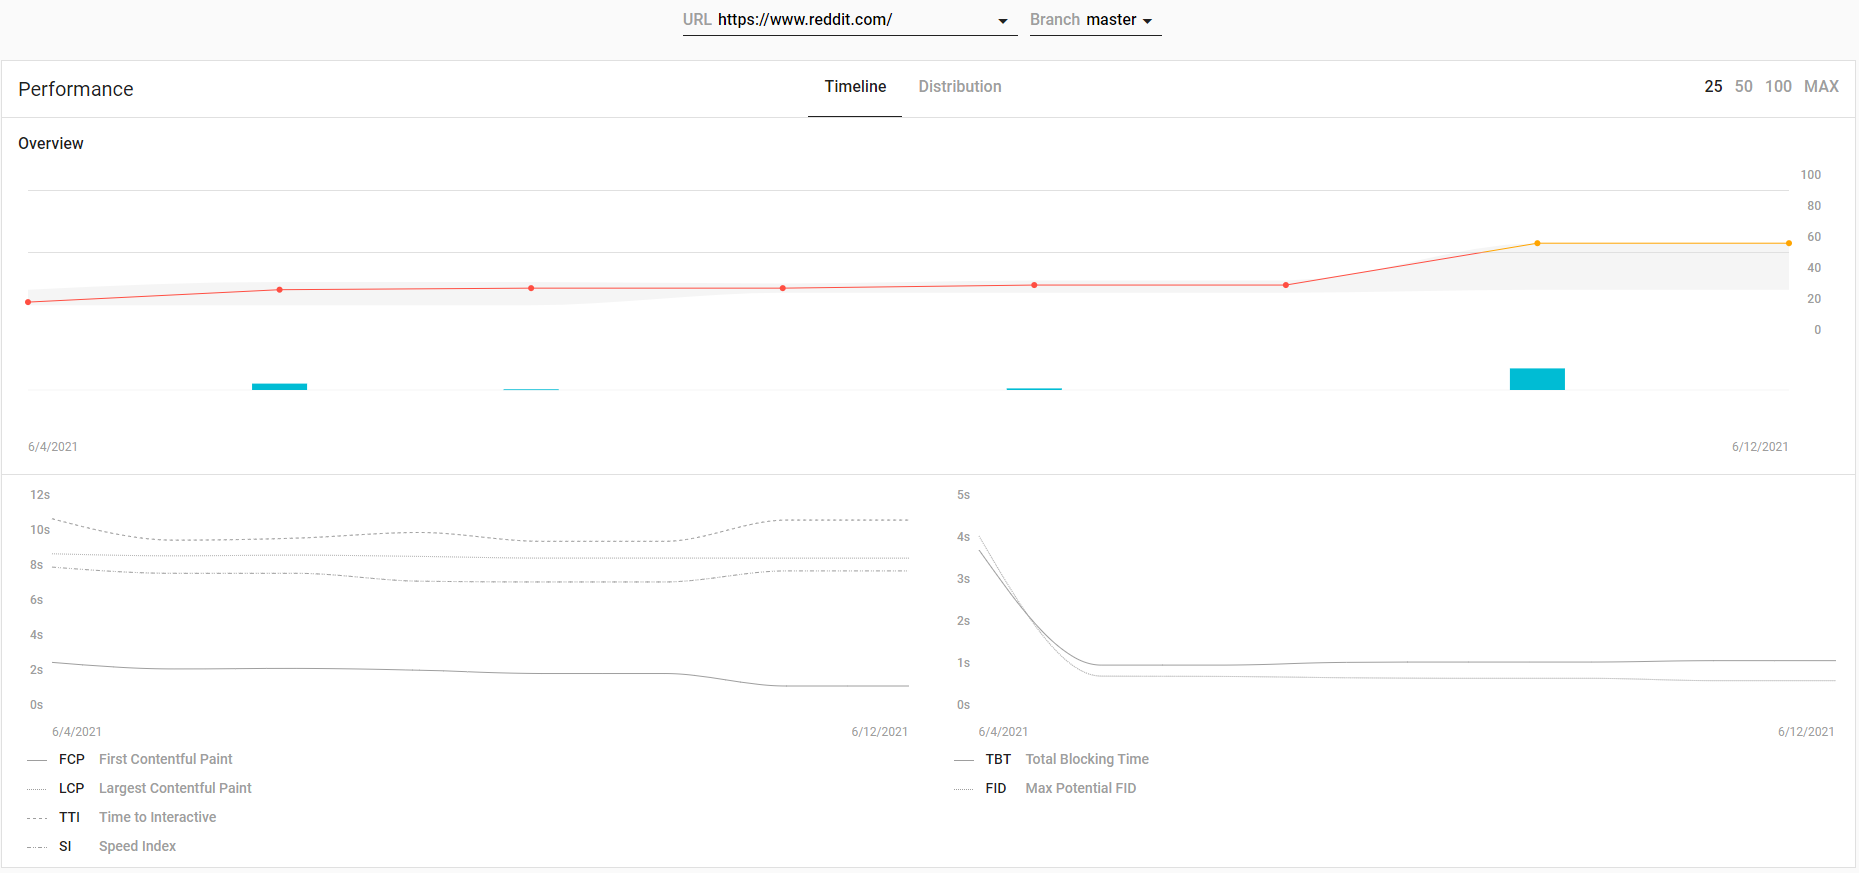 URL https://www.reddit.com/ Branch master
Performance Timeline Distribution 25 50 100 MAX
Overview
100
80
60
40
20
0
6/4/2021 6/12/2021
12s
10s
8s
6s
4s
2s
0s
6/4/2021 6/12/2021
FCP First Contentful Paint
LCP Largest Contentful Paint
TTI Time to Interactive
SI Speed Index
5s
4s
3s
2s
1s
0s
6/4/2021 6/12/2021
TBT Total Blocking Time
FID Max Potential FID